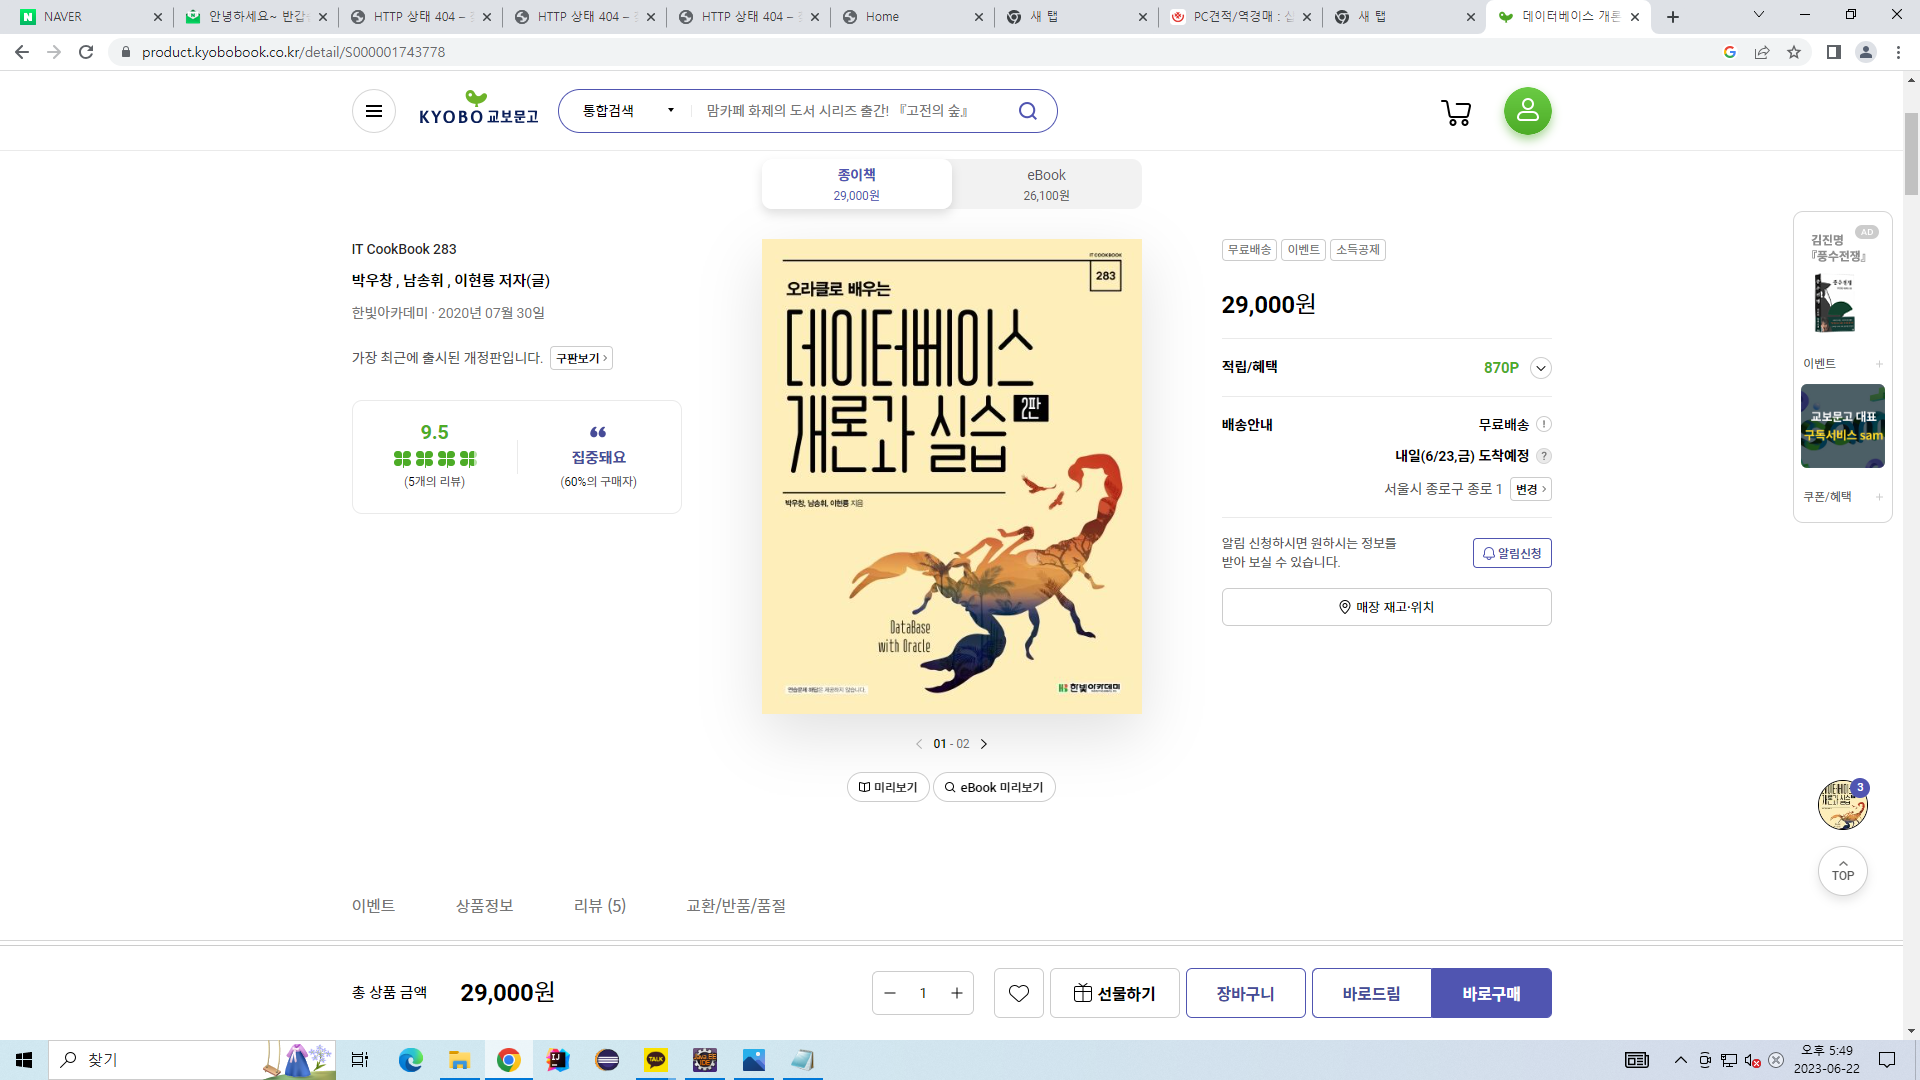 NAVER
안녕하세요~ 반갑
HTTP 상태 404 –
HTTP 상태 404 –
HTTP 상태 404 –
Home
새 탭
PC견적/역경매 : 샵
새 탭
데이터베이스 개론
product.kyobobook.co.kr/detail/S000001743778
KYOBO 교보문고
통합검색
맘카페 화제의 도서 시리즈 출간! 『고전의 숲』
종이책
29,000원
eBook
26,100원
IT CookBook 283
박우창 , 남송휘 , 이현룡 저자(글)
한빛아카데미 · 2020년 07월 30일
가장 최근에 출시된 개정판입니다.
구판보기 >
9.5
(5개의 리뷰)
집중돼요
(60%의 구매자)
IT COOKBOOK
283
오라클로 배우는
데이터베이스
개론과 실습
2판
박우창, 남송휘, 이현룡 지음
DataBase
with Oracle
연습문제 해답은 제공하지 않습니다.
한빛아카데미
01 - 02
미리보기
eBook 미리보기
무료배송
이벤트
소득공제
29,000원
적립/혜택
870P
배송안내
무료배송
내일(6/23,금) 도착예정
서울시 종로구 종로 1
변경 >
알림 신청하시면 원하시는 정보를
받아 보실 수 있습니다.
알림신청
매장 재고·위치
AD
김진명
『풍수전쟁』
이벤트
교보문고 대표
구독서비스 sam
쿠폰/혜택
3
TOP
이벤트
상품정보
리뷰 (5)
교환/반품/품절
총 상품 금액
29,000원
1
선물하기
장바구니
바로드림
바로구매
찾기
TALK
오후 5:49
2023-06-22